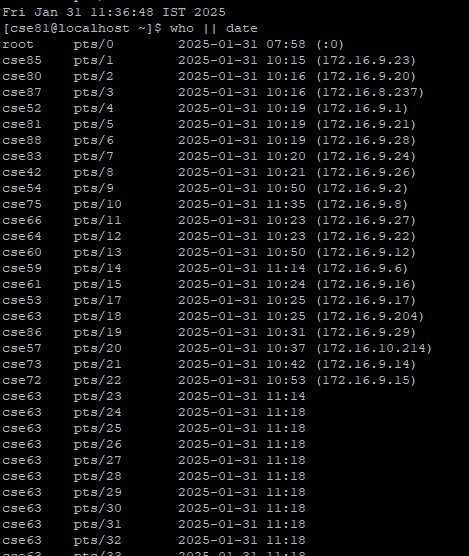 Fri Jan 31 11:36:48 IST 2025
[cse81@localhost ~]$ who || date
root     pts/0        2025-01-31 07:58 (:0)
cse85    pts/1        2025-01-31 10:15 (172.16.9.23)
cse80    pts/2        2025-01-31 10:16 (172.16.9.20)
cse87    pts/3        2025-01-31 10:16 (172.16.8.237)
cse52    pts/4        2025-01-31 10:19 (172.16.9.1)
cse81    pts/5        2025-01-31 10:19 (172.16.9.21)
cse88    pts/6        2025-01-31 10:19 (172.16.9.28)
cse83    pts/7        2025-01-31 10:20 (172.16.9.24)
cse42    pts/8        2025-01-31 10:21 (172.16.9.26)
cse54    pts/9        2025-01-31 10:50 (172.16.9.2)
cse75    pts/10       2025-01-31 11:35 (172.16.9.8)
cse66    pts/11       2025-01-31 10:23 (172.16.9.27)
cse64    pts/12       2025-01-31 10:23 (172.16.9.22)
cse60    pts/13       2025-01-31 10:50 (172.16.9.12)
cse59    pts/14       2025-01-31 11:14 (172.16.9.6)
cse61    pts/15       2025-01-31 10:24 (172.16.9.16)
cse53    pts/17       2025-01-31 10:25 (172.16.9.17)
cse63    pts/18       2025-01-31 10:25 (172.16.9.204)
cse86    pts/19       2025-01-31 10:31 (172.16.9.29)
cse57    pts/20       2025-01-31 10:37 (172.16.10.214)
cse73    pts/21       2025-01-31 10:42 (172.16.9.14)
cse72    pts/22       2025-01-31 10:53 (172.16.9.15)
cse63    pts/23       2025-01-31 11:14
cse63    pts/24       2025-01-31 11:18
cse63    pts/25       2025-01-31 11:18
cse63    pts/26       2025-01-31 11:18
cse63    pts/27       2025-01-31 11:18
cse63    pts/28       2025-01-31 11:18
cse63    pts/29       2025-01-31 11:18
cse63    pts/30       2025-01-31 11:18
cse63    pts/31       2025-01-31 11:18
cse63    pts/32       2025-01-31 11:18